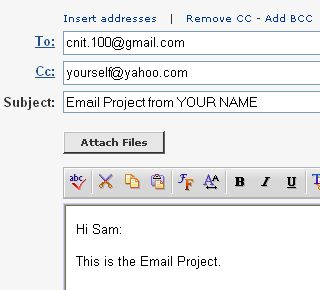 Insert addresses | Remove CC - Add BCC
To: cnit.100@gmail.com
Cc: yourself@yahoo.com
Subject: Email Project from YOUR NAME
Attach Files
abc B I U
Hi Sam:
This is the Email Project.